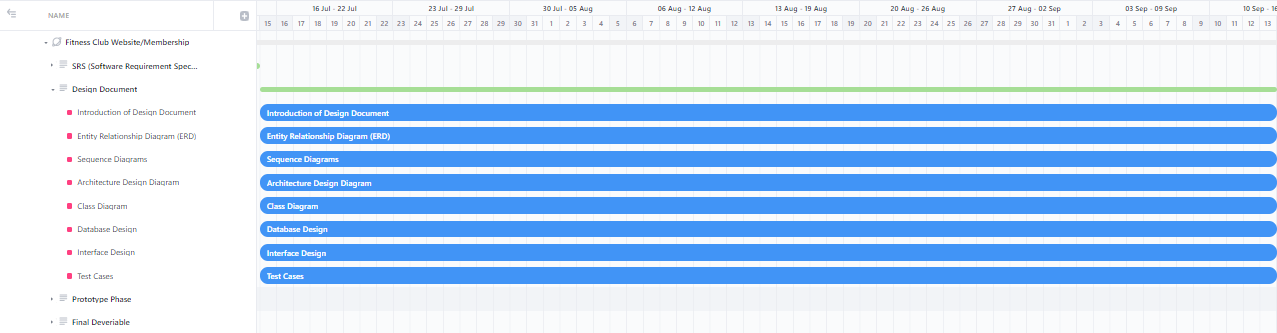 NAME
16 Jul - 22 Jul 23 Jul - 29 Jul 30 Jul - 05 Aug 06 Aug - 12 Aug 13 Aug - 19 Aug 20 Aug - 26 Aug 27 Aug - 02 Sep 03 Sep - 09 Sep 10 Sep - 16
15 16 17 18 19 20 21 22 23 24 25 26 27 28 29 30 31 1 2 3 4 5 6 7 8 9 10 11 12 13 14 15 16 17 18 19 20 21 22 23 24 25 26 27 28 29 30 31 1 2 3 4 5 6 7 8 9 10 11 12 13
Fitness Club Website/Membership
SRS (Software Requirement Spec...
Design Document
Introduction of Design Document Introduction of Design Document
Entity Relationship Diagram (ERD) Entity Relationship Diagram (ERD)
Sequence Diagrams Sequence Diagrams
Architecture Design Diagram Architecture Design Diagram
Class Diagram Class Diagram
Database Design Database Design
Interface Design Interface Design
Test Cases Test Cases
Prototype Phase
Final Deveriable